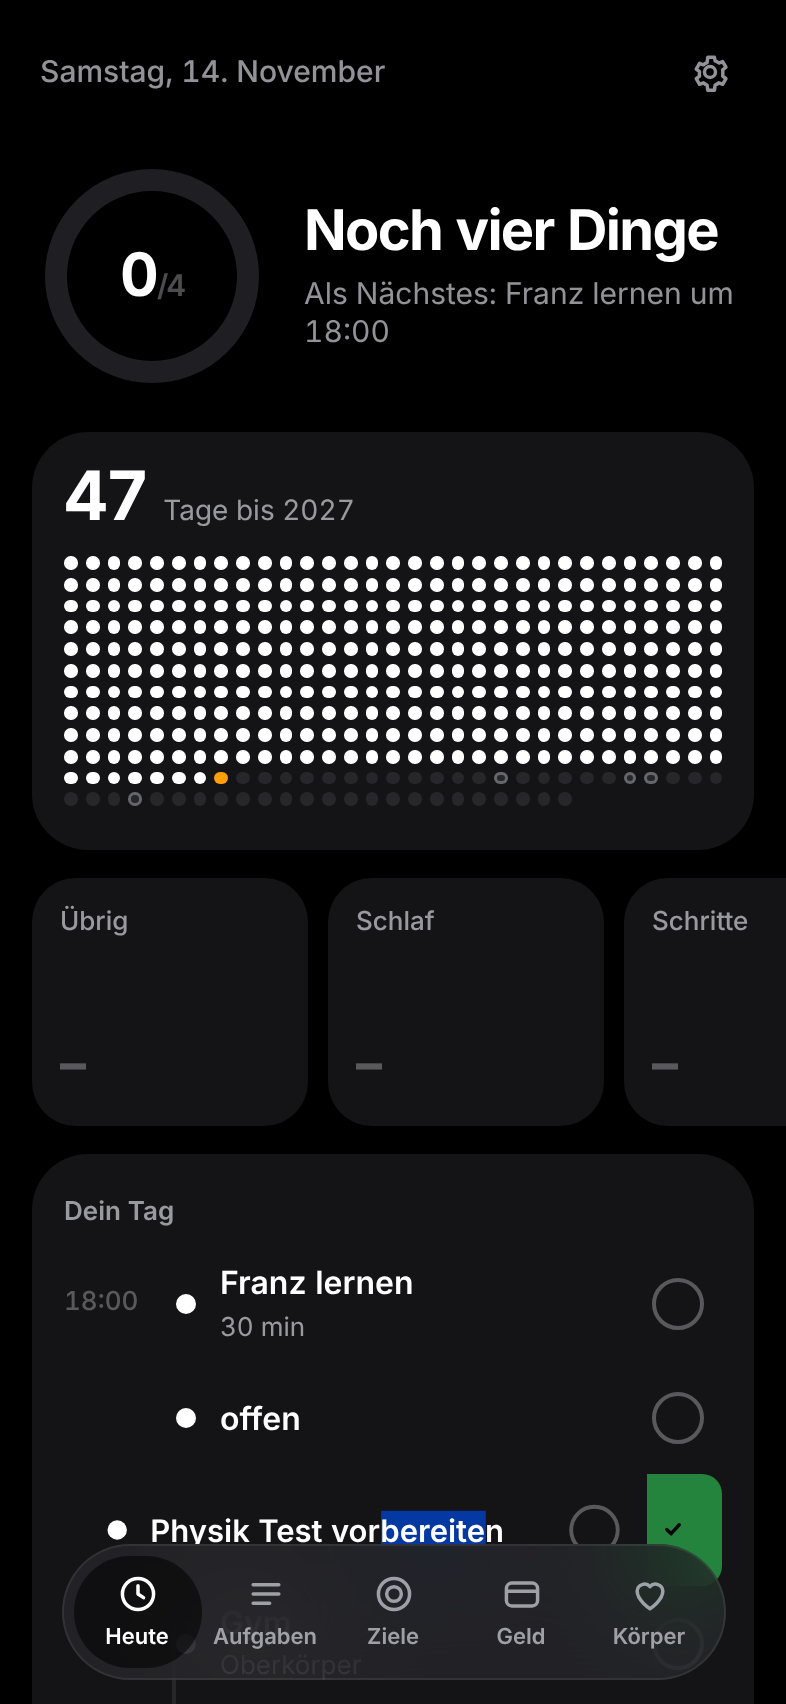 Samstag, 14. November
0/4
Noch vier Dinge
Als Nächstes: Franz lernen um
18:00
47 Tage bis 2027
Übrig
Schlaf
Schritte
Dein Tag
18:00
Franz lernen
30 min
offen
Physik Test vorbereiten
Gym
Oberkörper
Heute
Aufgaben
Ziele
Geld
Körper